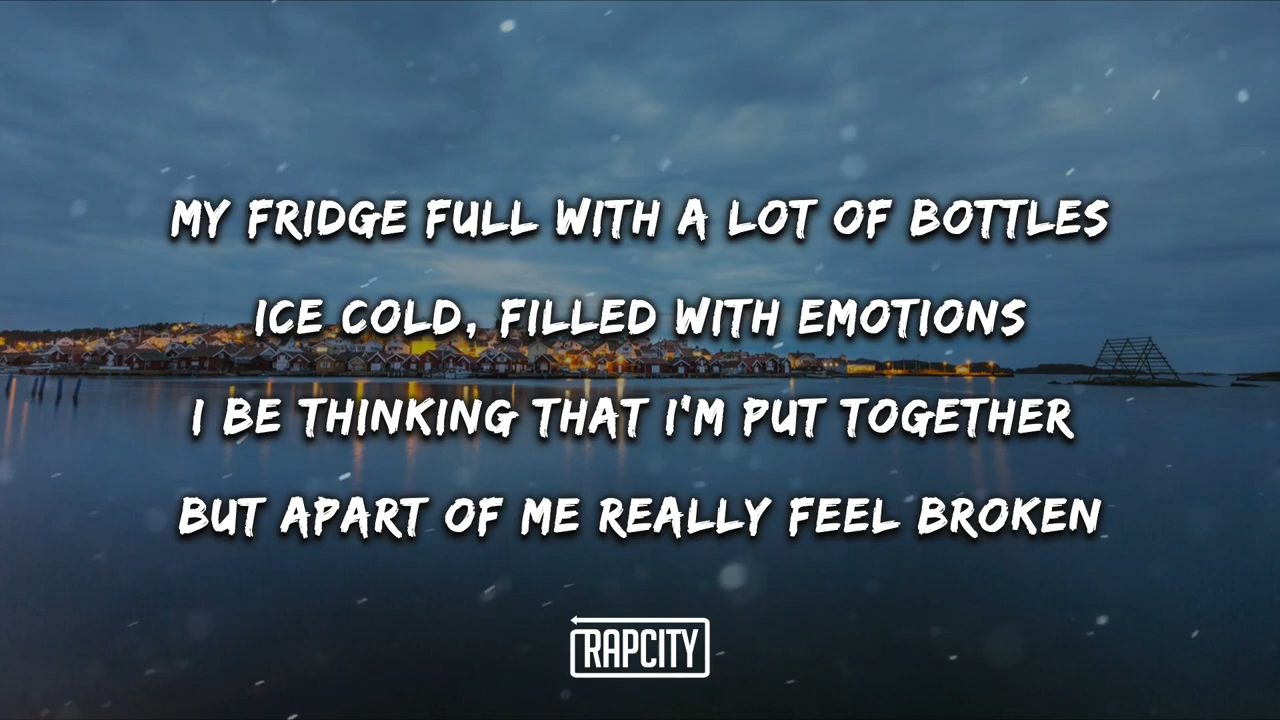 MY FRIDGE FULL WITH A LOT OF BOTTLES
ICE COLD, FILLED WITH EMOTIONS
I BE THINKING THAT I'M PUT TOGETHER
BUT APART OF ME REALLY FEEL BROKEN
RAPCITY